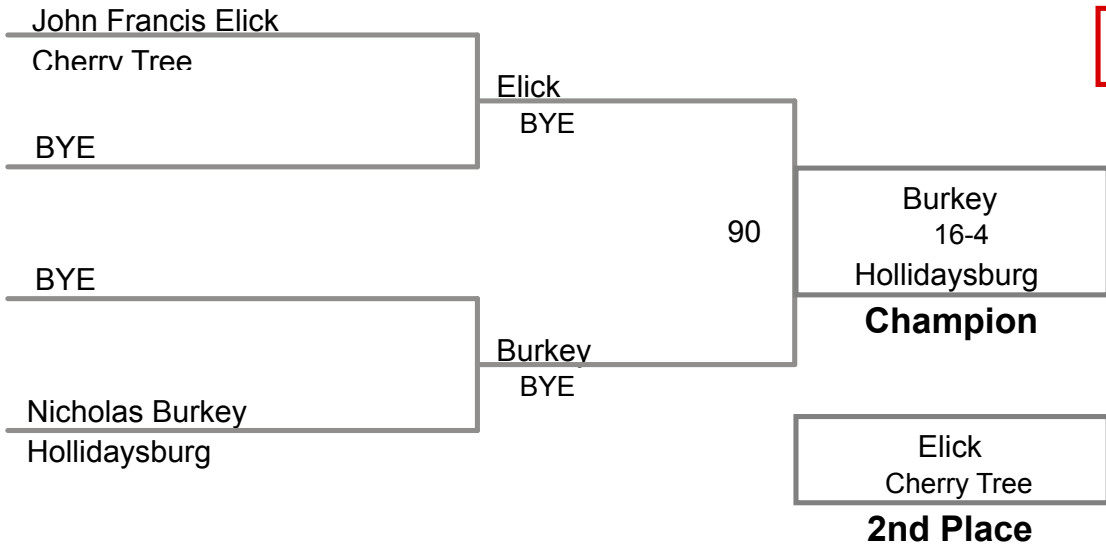 John Francis Elick
Cherry Tree
Elick
BYE
BYE
90
Burkey
16-4
Hollidaysburg
Champion
BYE
Burkey
BYE
Nicholas Burkey
Hollidaysburg
Elick
Cherry Tree
2nd Place